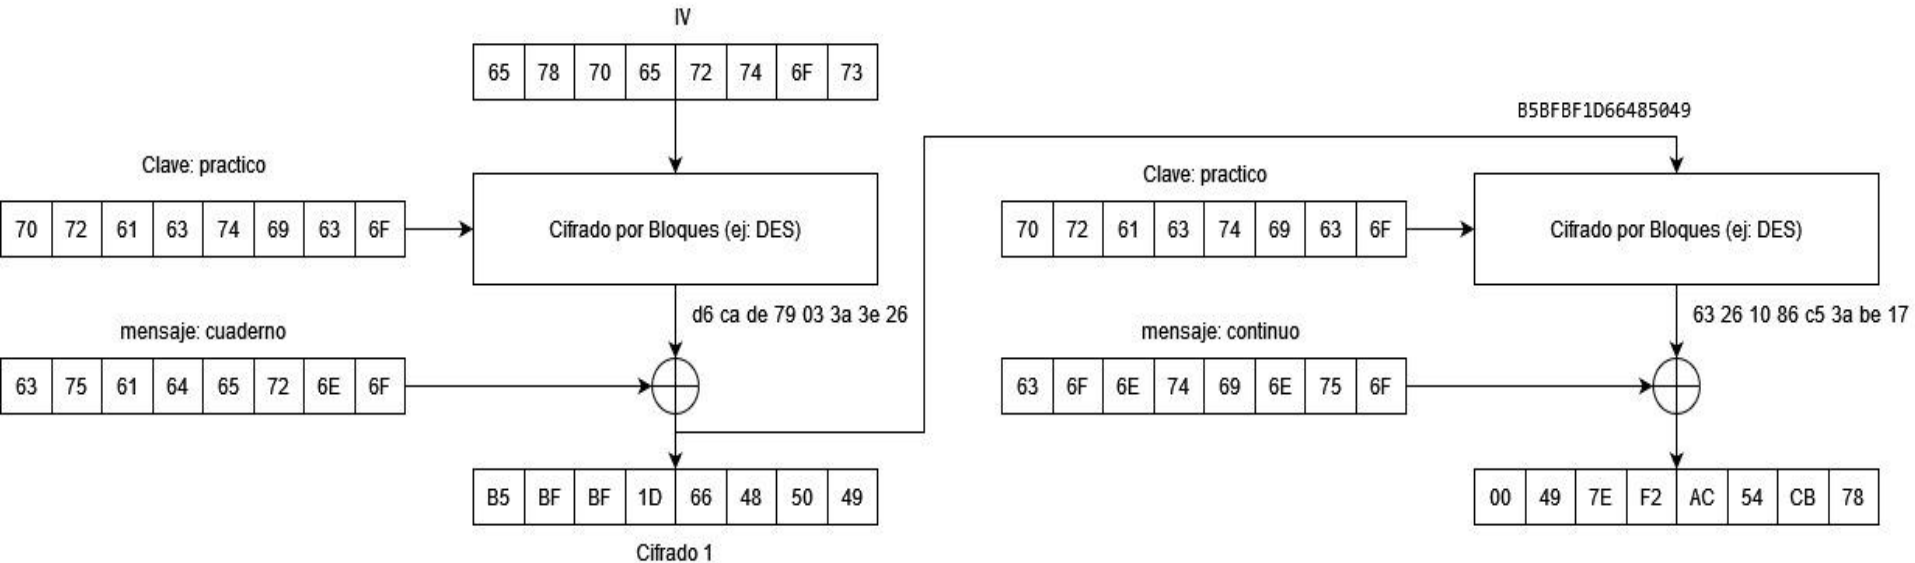 IV
65 78 70 65 72 74 6F 73
Clave: practico
70 72 61 63 74 69 63 6F
Cifrado por Bloques (ej: DES)
d6 ca de 79 03 3a 3e 26
mensaje: cuaderno
63 75 61 64 65 72 6E 6F
B5 BF BF 1D 66 48 50 49
Cifrado 1
B5BFBF1D66485049
Clave: practico
70 72 61 63 74 69 63 6F
Cifrado por Bloques (ej: DES)
63 26 10 86 c5 3a be 17
mensaje: continuo
63 6F 6E 74 69 6E 75 6F
00 49 7E F2 AC 54 CB 78